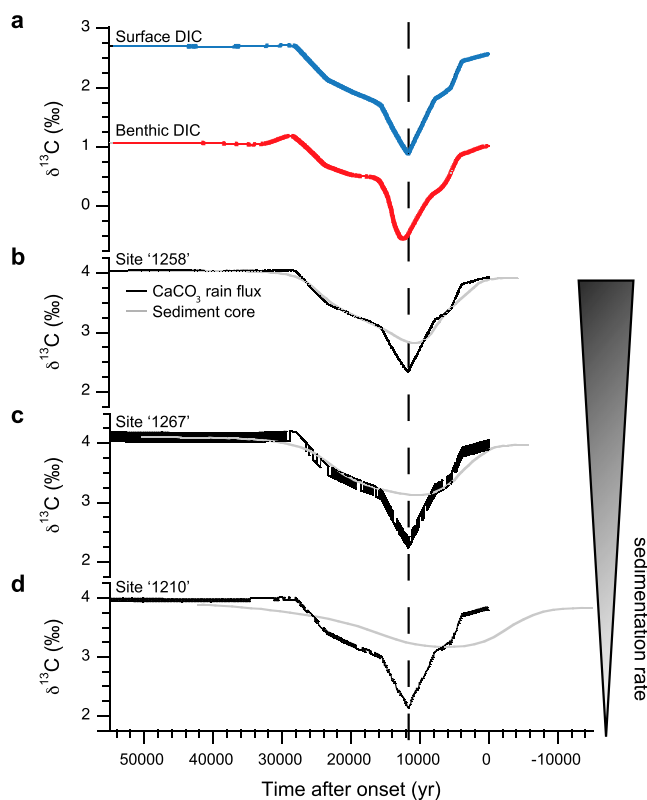 a
3
Surface DIC
2
Benthic DIC
1
0
δ¹³C (‰)
b
Site ‘1258’
4
CaCO₃ rain flux
Sediment core
3
2
δ¹³C (‰)
c
Site ‘1267’
4
3
2
δ¹³C (‰)
d
Site ‘1210’
4
3
2
δ¹³C (‰)
sedimentation rate
50000 40000 30000 20000 10000 0 -10000
Time after onset (yr)